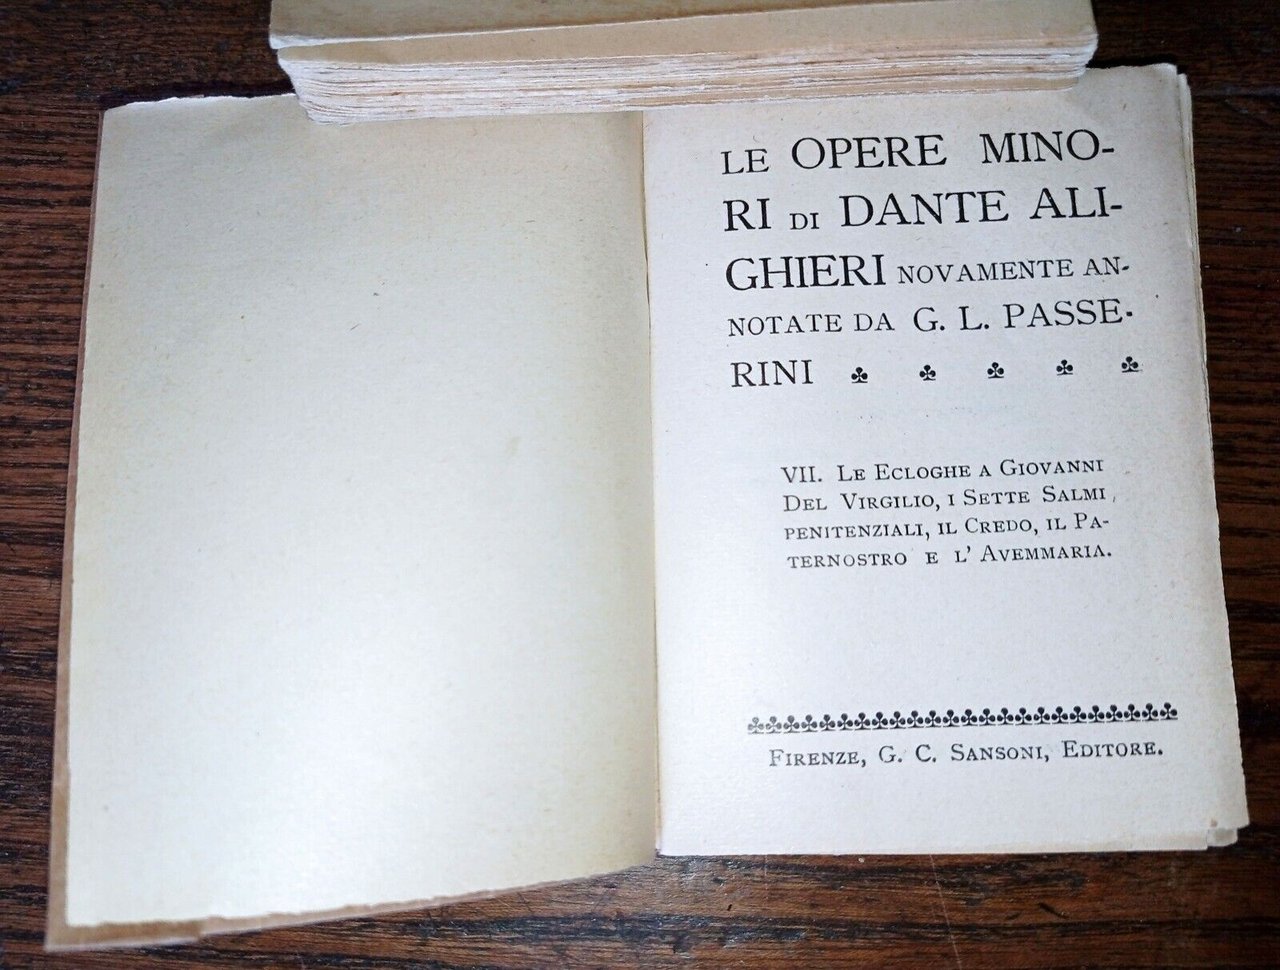 LE OPERE MINO-
RI DI DANTE ALI-
GHIERI NOVAMENTE AN-
NOTATE DA G. L. PASSE-
RINI ♣ ♣ ♣ ♣ ♣
VII. LE ECLOGHE A GIOVANNI
DEL VIRGILIO, I SETTE SALMI
PENITENZIALI, IL CREDO, IL PA-
TERNOSTRO E L' AVEMMARIA.
FIRENZE, G. C. SANSONI, EDITORE.